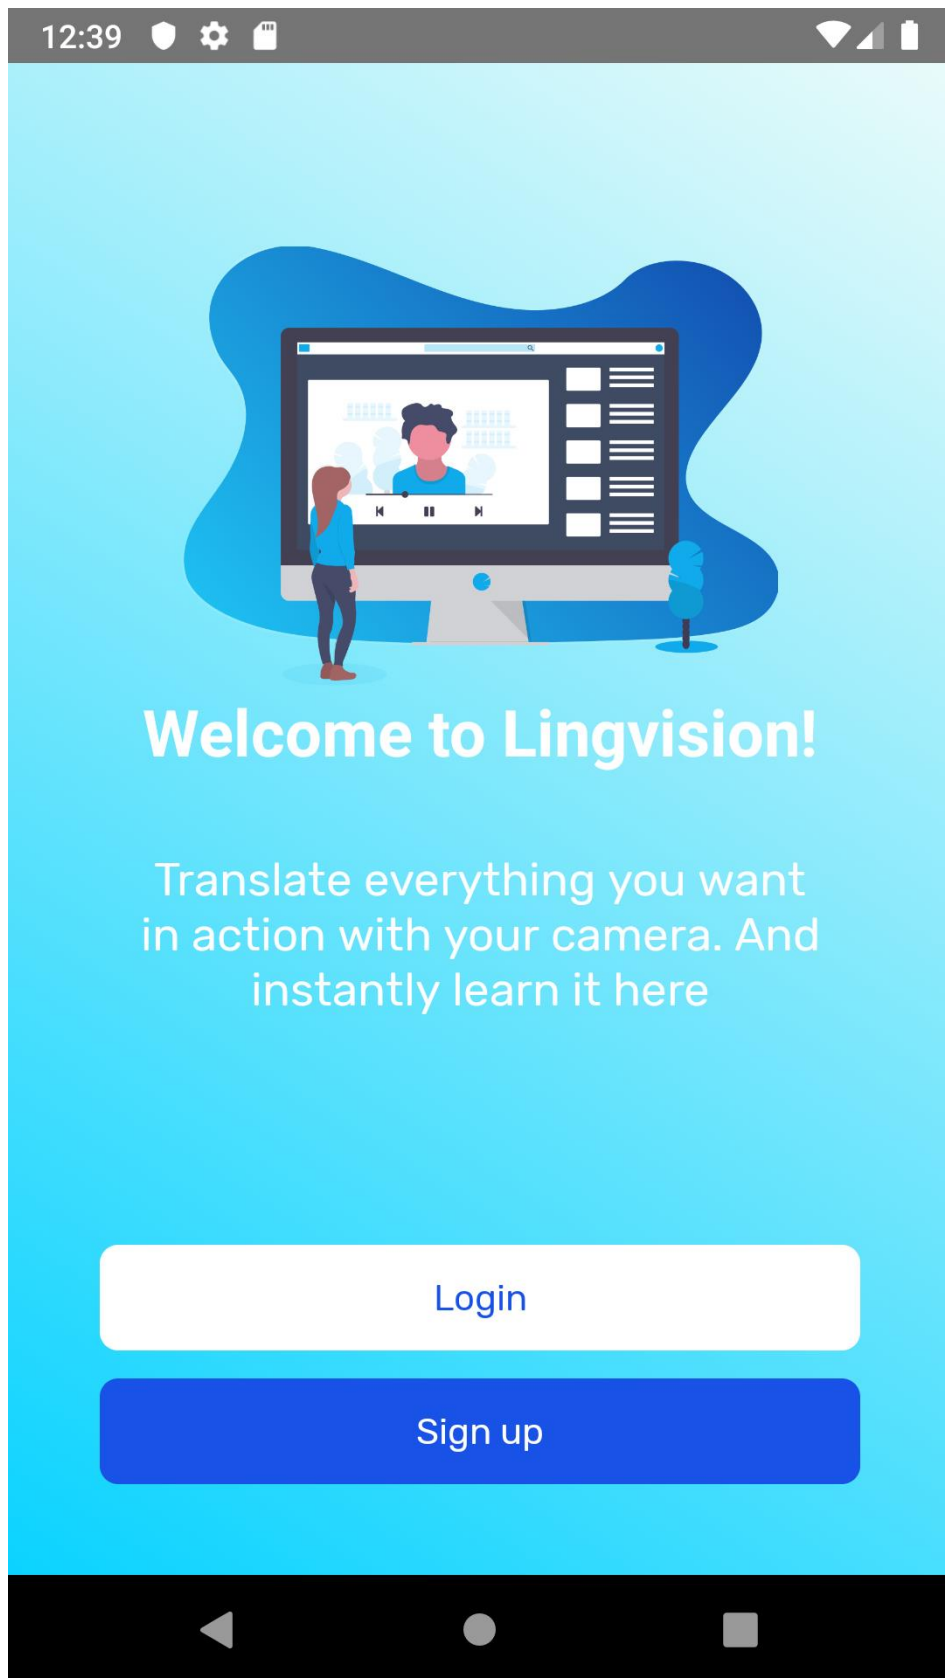 12:39
Welcome to Lingvision!
Translate everything you want
in action with your camera. And
instantly learn it here
Login
Sign up